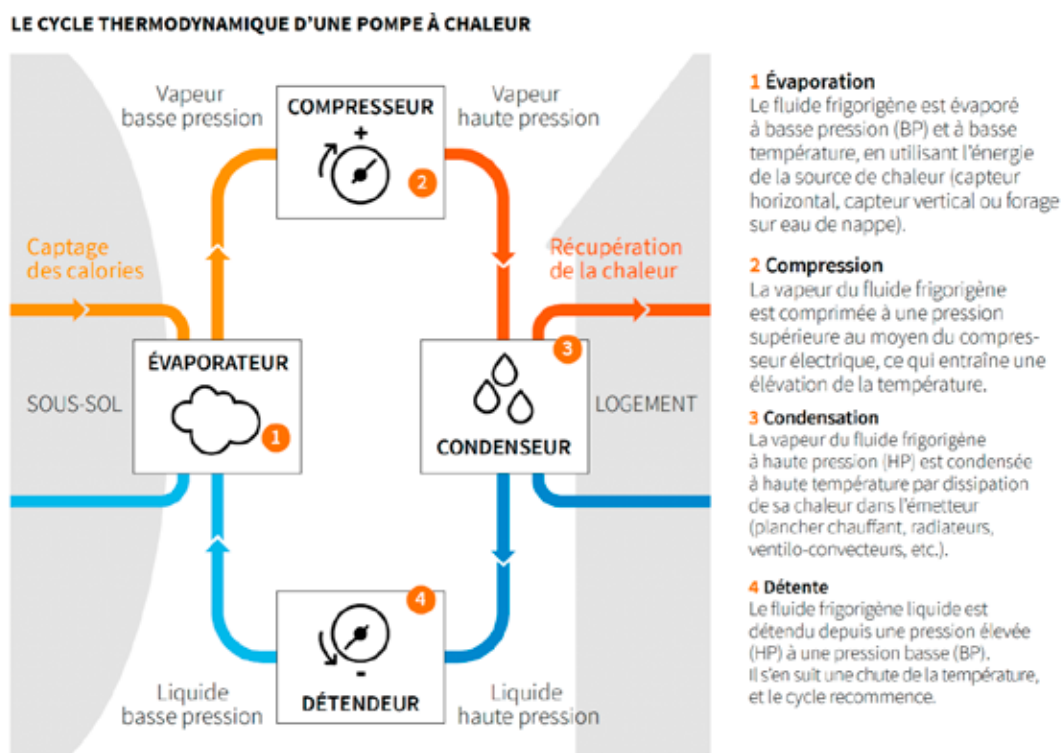 LE CYCLE THERMODYNAMIQUE D'UNE POMPE À CHALEUR
Vapeur
basse pression
COMPRESSEUR
+
2
Vapeur
haute pression
Captage
des calories
Récupération
de la chaleur
SOUS-SOL
ÉVAPORATEUR
1
3
CONDENSEUR
LOGEMENT
4
-
DÉTENDEUR
Liquide
basse pression
Liquide
haute pression
1 Évaporation
Le fluide frigorigène est évaporé
à basse pression (BP) et à basse
température, en utilisant l'énergie
de la source de chaleur (capteur
horizontal, capteur vertical ou forage
sur eau de nappe).
2 Compression
La vapeur du fluide frigorigène
est comprimée à une pression
supérieure au moyen du compres-
seur électrique, ce qui entraîne une
élévation de la température.
3 Condensation
La vapeur du fluide frigorigène
à haute pression (HP) est condensée
à haute température par dissipation
de sa chaleur dans l'émetteur
(plancher chauffant, radiateurs,
ventilo-convecteurs, etc.).
4 Détente
Le fluide frigorigène liquide est
détendu depuis une pression élevée
(HP) à une pression basse (BP).
Il s'en suit une chute de la température,
et le cycle recommence.